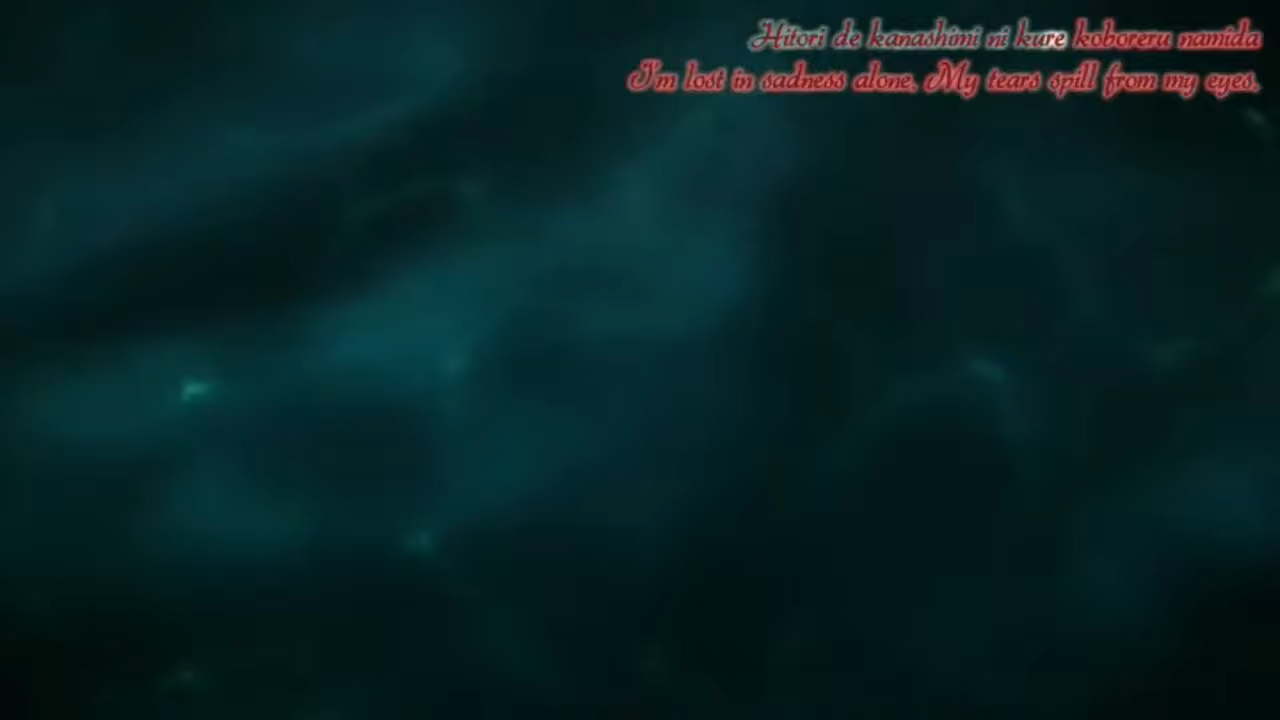 Hitori de kanashimi ni kure koboreru namida
I'm lost in sadness alone. My tears spill from my eyes.